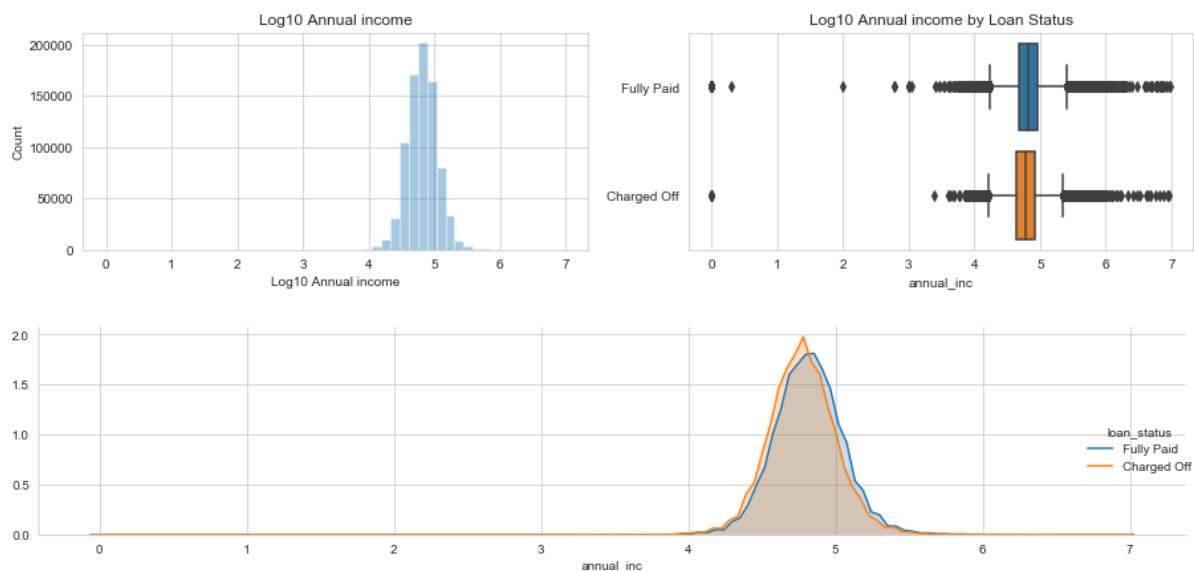 Log10 Annual income
200000
150000
100000
50000
0
Count
0 1 2 3 4 5 6 7
Log10 Annual income
Log10 Annual income by Loan Status
Fully Paid
Charged Off
0 1 2 3 4 5 6 7
annual_inc
2.0
1.5
1.0
0.5
0.0
0 1 2 3 4 5 6 7
annual_inc
loan_status
Fully Paid
Charged Off